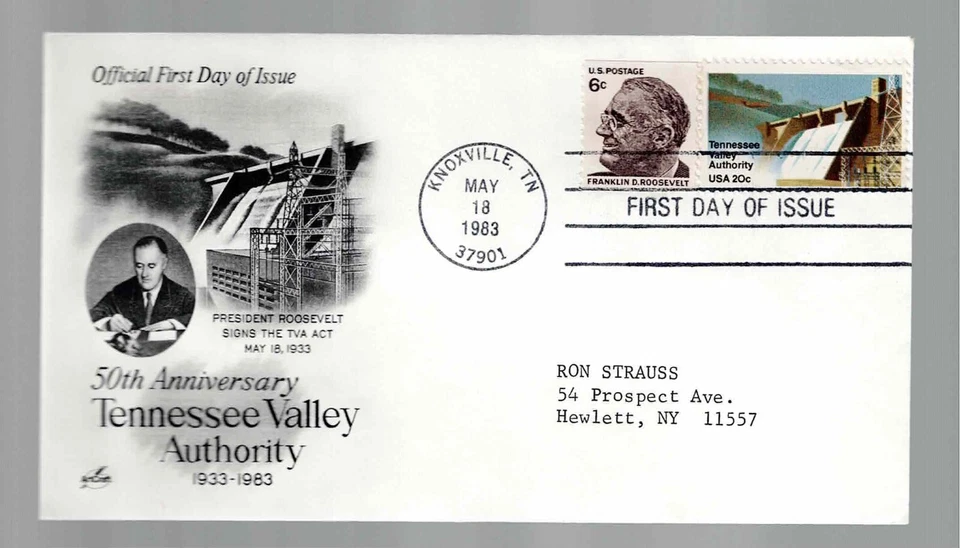 Official First Day of Issue
PRESIDENT ROOSEVELT
SIGNS THE TVA ACT
MAY 18, 1933
50th Anniversary
Tennessee Valley
Authority
1933-1983
ArtCraft
KNOXVILLE, TN
MAY
18
1983
37901
U.S. POSTAGE
6c
FRANKLIN D. ROOSEVELT
Tennessee
Valley
Authority
USA 20c
FIRST DAY OF ISSUE
RON STRAUSS
54 Prospect Ave.
Hewlett, NY 11557